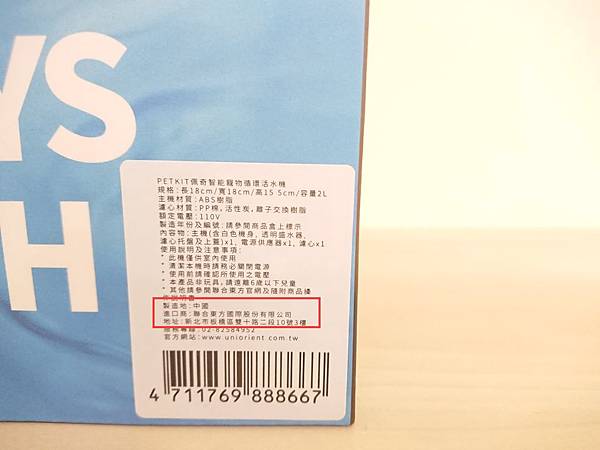 YS
H
PETKIT佩奇智能寵物循環活水機
規格:長18cm/寬18cm/高15.5cm/容量2L
主機材質:ABS樹脂
濾心材質:PP棉,活性炭,離子交換樹脂
額定電壓:110V
製造年份及編號:請參閱商品盒上標示
內容物:主機(含白色機身, 透明盛水器,
濾心托盤及上蓋)x1, 電源供應器x1, 濾心x1
使用說明及注意事項:
* 此機僅供室內使用
* 清潔本機時請務必關閉電源
* 使用前請確認所使用之電壓
* 本產品非玩具,請遠離6歲以下兒童
* 其他請參閱聯合東方官網及隨附商品操
作說明書
製造地:中國
進口商:聯合東方國際股份有限公司
地址:新北市板橋區雙十路二段10號3樓
服務專線:02-82584952
官方網站:www.uniorient.com.tw
4 711769 888667